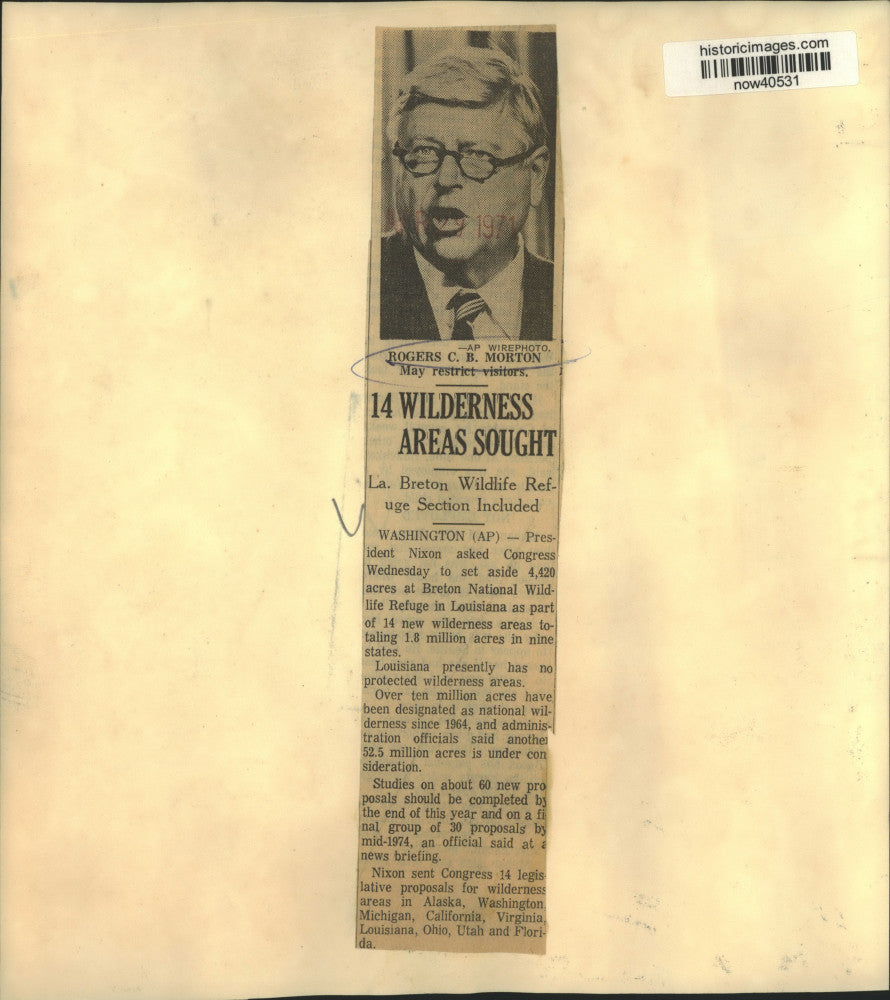 historicimages.com
now40531
1971
—AP WIREPHOTO.
ROGERS C. B. MORTON
May restrict visitors.
14 WILDERNESS
AREAS SOUGHT
La. Breton Wildlife Ref-
uge Section Included
WASHINGTON (AP) — Pres-
ident Nixon asked Congress
Wednesday to set aside 4,420
acres at Breton National Wild-
life Refuge in Louisiana as part
of 14 new wilderness areas to-
taling 1.8 million acres in nine
states.
Louisiana presently has no
protected wilderness areas.
Over ten million acres have
been designated as national wil-
derness since 1964, and adminis-
tration officials said another
52.5 million acres is under con
sideration.
Studies on about 60 new pro
posals should be completed by
the end of this year and on a fi
nal group of 30 proposals by
mid-1974, an official said at a
news briefing.
Nixon sent Congress 14 legis-
lative proposals for wilderness
areas in Alaska, Washington,
Michigan, California, Virginia,
Louisiana, Ohio, Utah and Flori-
da.